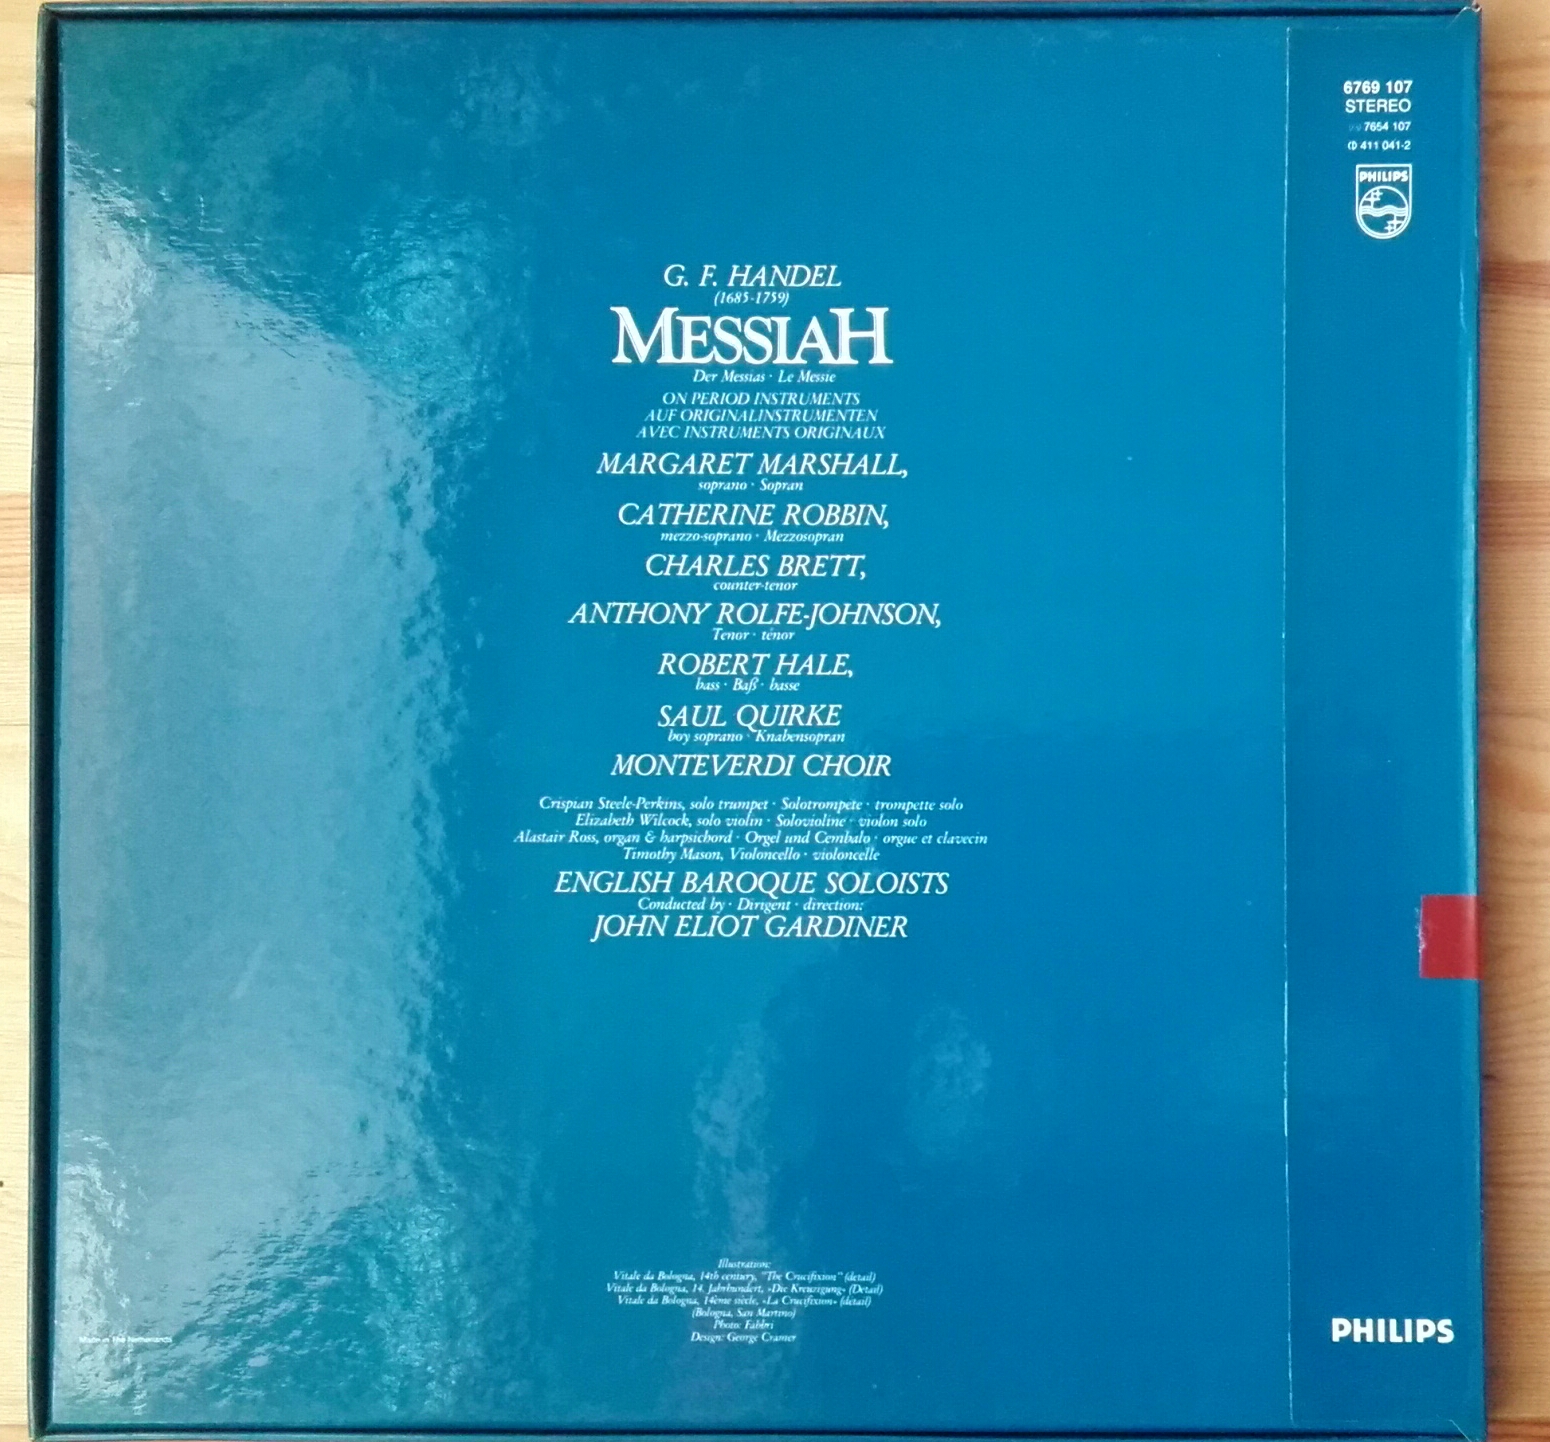 6769 107
STEREO
7654 107
411 041-2
PHILIPS
G. F. HANDEL
(1685-1759)
MESSIAH
Der Messias · Le Messie
ON PERIOD INSTRUMENTS
AUF ORIGINALINSTRUMENTEN
AVEC INSTRUMENTS ORIGINAUX
MARGARET MARSHALL,
soprano · Sopran
CATHERINE ROBBIN,
mezzo-soprano · Mezzosopran
CHARLES BRETT,
counter-tenor
ANTHONY ROLFE-JOHNSON,
Tenor · ténor
ROBERT HALE,
bass · Baß · basse
SAUL QUIRKE
boy soprano · Knabensopran
MONTEVERDI CHOIR
Crispian Steele-Perkins, solo trumpet · Solotrompete · trompette solo
Elizabeth Wilcock, solo violin · Solovioline · violon solo
Alastair Ross, organ & harpsichord · Orgel und Cembalo · orgue et clavecin
Timothy Mason, Violoncello · violoncelle
ENGLISH BAROQUE SOLOISTS
Conducted by · Dirigent · direction:
JOHN ELIOT GARDINER
Illustration:
Vitale da Bologna, 14th century, "The Crucifixion" (detail)
Vitale da Bologna, 14. Jahrhundert, »Die Kreuzigung« (Detail)
Vitale da Bologna, 14ème siècle, »La Crucifixion« (détail)
(Bologna, San Martino)
Photo: Fabbri
Design: George Cramer
Made in The Netherlands
PHILIPS